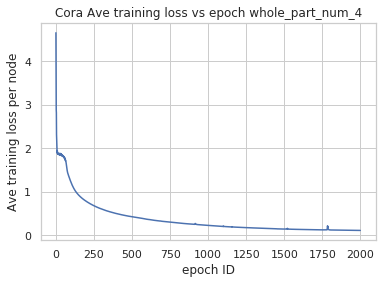 Cora Ave training loss vs epoch whole_part_num_4
Ave training loss per node
4
3
2
1
0
0 250 500 750 1000 1250 1500 1750 2000
epoch ID